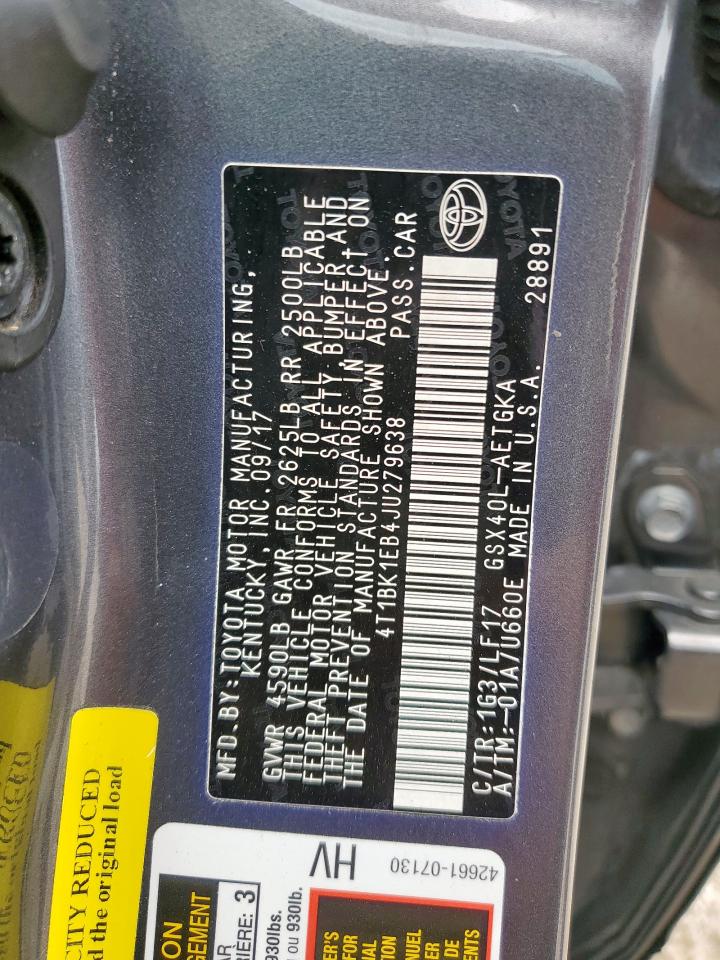 MFD. BY: TOYOTA MOTOR MANUFACTURING,
KENTUCKY, INC. 09/17
GVWR 4590LB GAWR FR 2625LB RR 2500LB
THIS VEHICLE CONFORMS TO ALL APPLICABLE
FEDERAL MOTOR VEHICLE SAFETY, BUMPER, AND
THEFT PREVENTION STANDARDS IN EFFECT ON
THE DATE OF MANUFACTURE SHOWN ABOVE.
4T1BK1EB4JU279638 PASS. CAR
C/TR: 1G3/LF17 GSX40L-AETGKA
A/TM: -01A/U660E MADE IN U.S.A. 28891
CITY REDUCED
the original load
HV
42661-07130
GEMENT
3
930lbs.
ou 930lb.